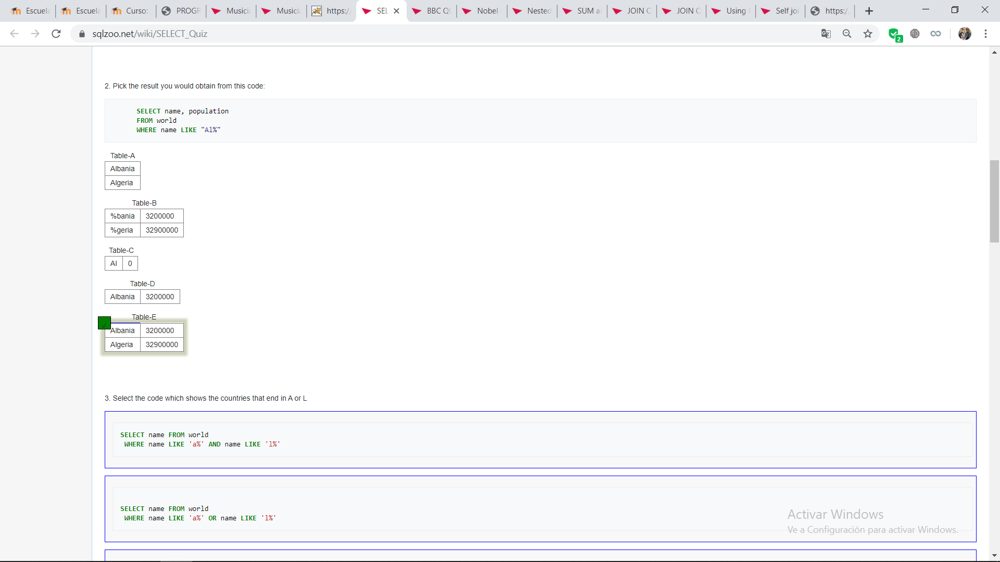 Escuela
Escuela
Curso:
PROGR
Musicia
Musicia
https://
SEL
BBC QU
Nobel
Nested
SUM a
JOIN
JOIN
Using
Self joi
https:/
sqlzoo.net/wiki/SELECT_Quiz
2
2. Pick the result you would obtain from this code:
SELECT name, population
FROM world
WHERE name LIKE "Al%"
Table-A
Albania
Algeria
Table-B
%bania 3200000
%geria 32900000
Table-C
Al 0
Table-D
Albania 3200000
Table-E
Albania 3200000
Algeria 32900000
3. Select the code which shows the countries that end in A or L
SELECT name FROM world
WHERE name LIKE 'a%' AND name LIKE 'l%'
SELECT name FROM world
WHERE name LIKE 'a%' OR name LIKE 'l%'
Activar Windows
Ve a Configuración para activar Windows.